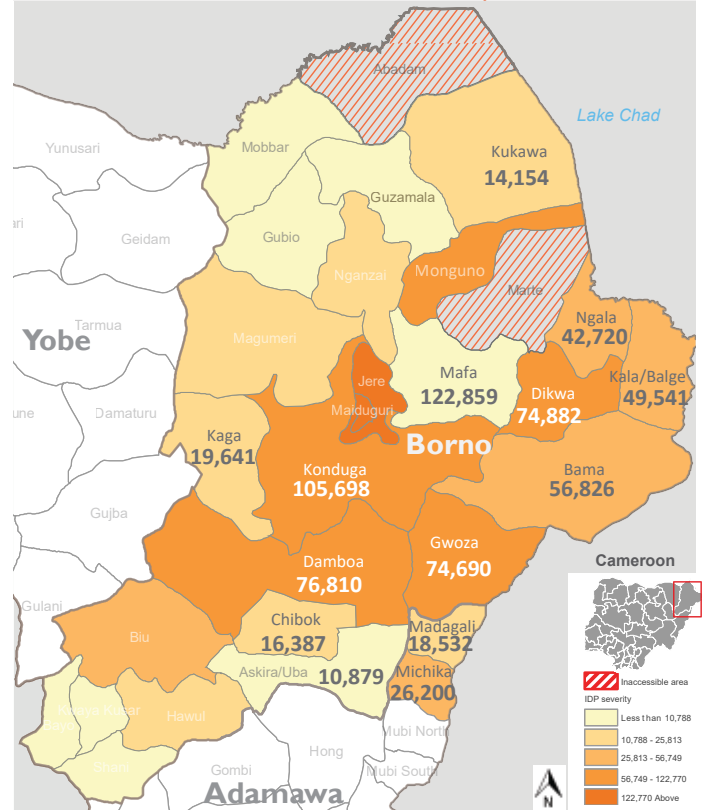 Abadam
Lake Chad
Kukawa
14,154
Yunusari
Mobbar
Guzamala
Geidam
Gubio
Nganzai
Monguno
Marte
Ngala
42,720
Tarmua
Yobe
Magumeri
Mafa
122,859
Jere
Maiduguri
Kala/Balge
49,541
Dikwa
74,882
Damaturu
Kaga
19,641
Borno
Konduga
105,698
Bama
56,826
Gujba
Gwoza
74,690
Damboa
76,810
Cameroon
Gulani
Chibok
16,387
Madagali
18,532
Biu
Askira/Uba 10,879
Michika
26,200
Hawul
Shani
Mubi North
Hong
Gombi
Mubi South
Adamawa
N
Inaccessible area
IDP severity
Less than 10,788
10,788 - 25,813
25,813 - 56,749
56,749 - 122,770
122,770 Above